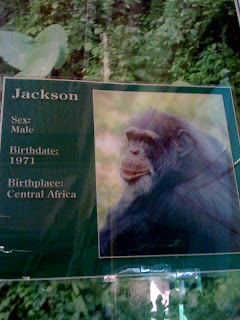 Jackson
Sex:
Male
Birthdate:
1971
Birthplace:
Central Africa